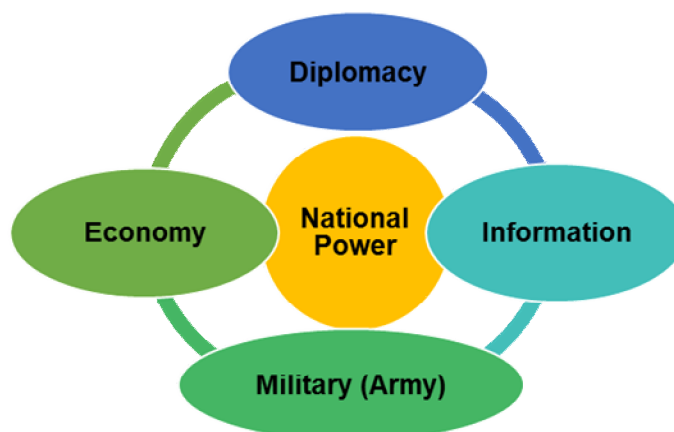 Diplomacy
Economy
National
Power
Information
Military (Army)